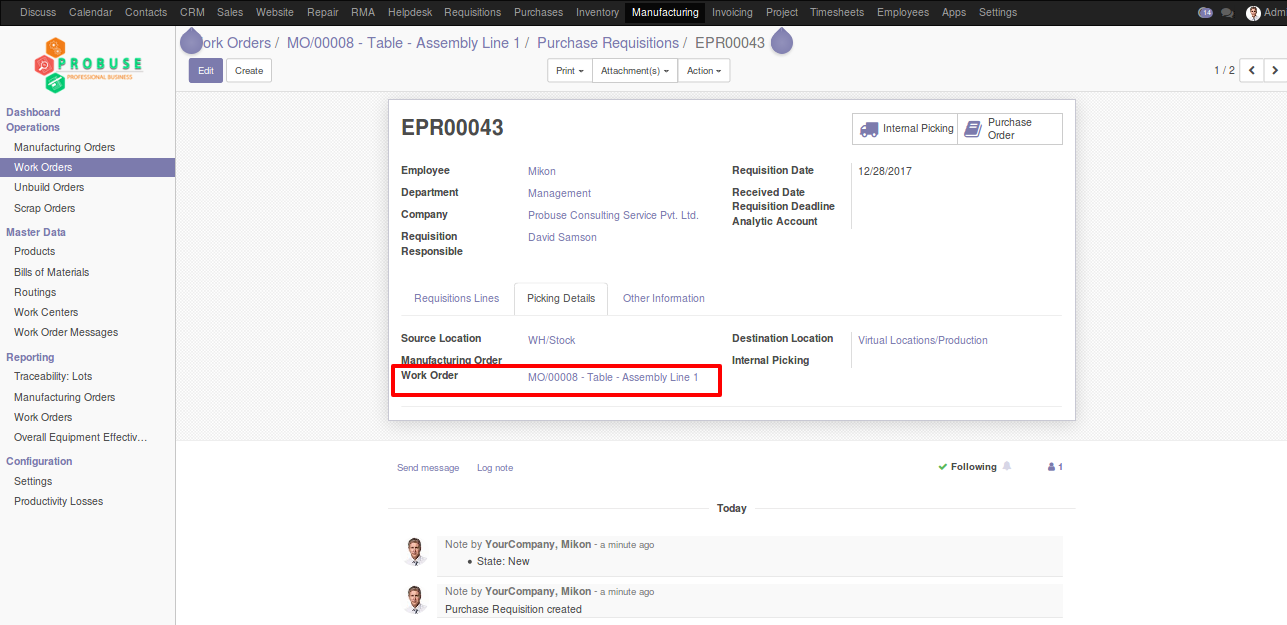 Discuss Calendar Contacts CRM Sales Website Repair RMA Helpdesk Requisitions Purchases Inventory Manufacturing Invoicing Project Timesheets Employees Apps Settings 14 Adm
PROBUSE
PROFESSIONAL BUSINESS
ork Orders / MO/00008 - Table - Assembly Line 1 / Purchase Requisitions / EPR00043
Edit Create Print Attachment(s) Action 1 / 2
Dashboard
Operations
Manufacturing Orders
Work Orders
Unbuild Orders
Scrap Orders
Master Data
Products
Bills of Materials
Routings
Work Centers
Work Order Messages
Reporting
Traceability: Lots
Manufacturing Orders
Work Orders
Overall Equipment Effectiv...
Configuration
Settings
Productivity Losses
EPR00043
Internal Picking
Purchase
Order
Employee Mikon
Department Management
Company Probuse Consulting Service Pvt. Ltd.
Requisition
Responsible
David Samson
Requisition Date 12/28/2017
Received Date
Requisition Deadline
Analytic Account
Requisitions Lines Picking Details Other Information
Source Location WH/Stock
Manufacturing Order
Work Order MO/00008 - Table - Assembly Line 1
Destination Location Virtual Locations/Production
Internal Picking
Send message Log note Following 1
Today
Note by YourCompany, Mikon - a minute ago
• State: New
Note by YourCompany, Mikon - a minute ago
Purchase Requisition created